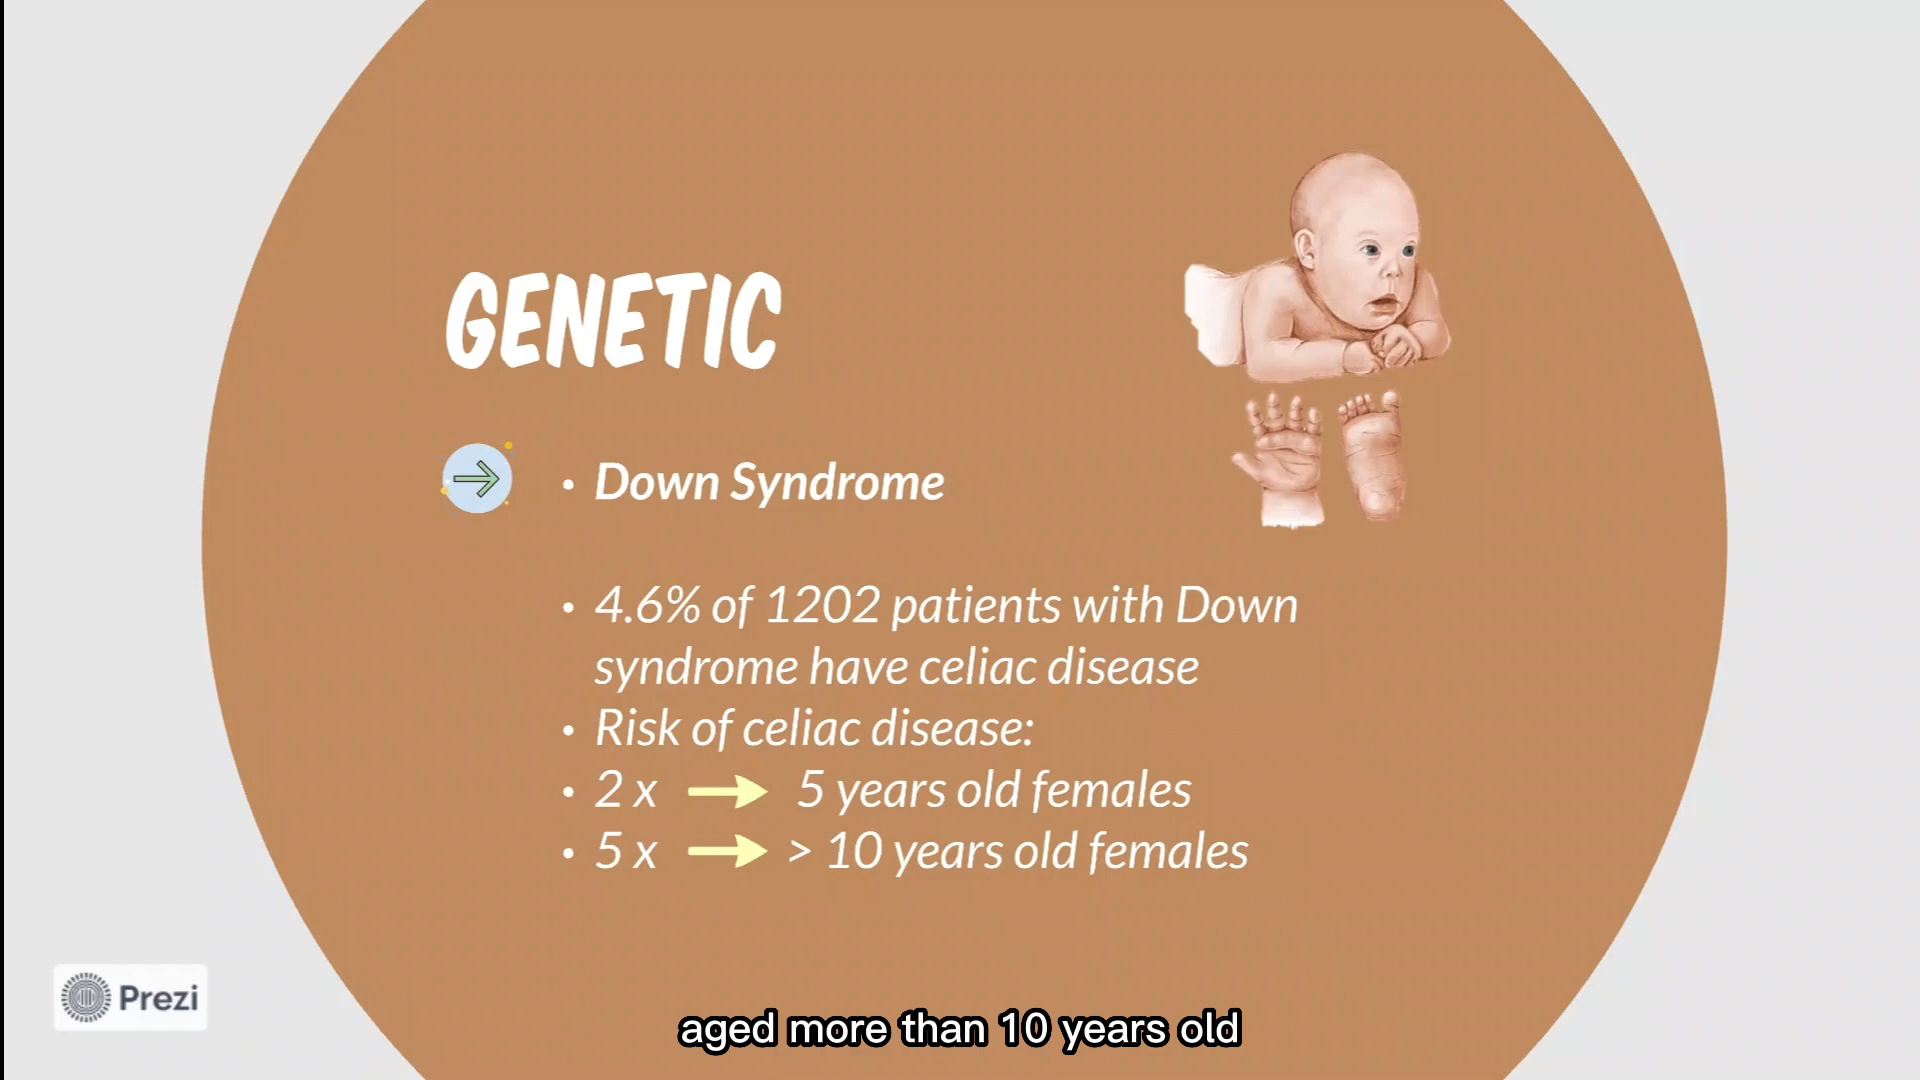 GENETIC
• Down Syndrome
• 4.6% of 1202 patients with Down
syndrome have celiac disease
• Risk of celiac disease:
• 2 x 5 years old females
• 5 x > 10 years old females
Prezi
aged more than 10 years old